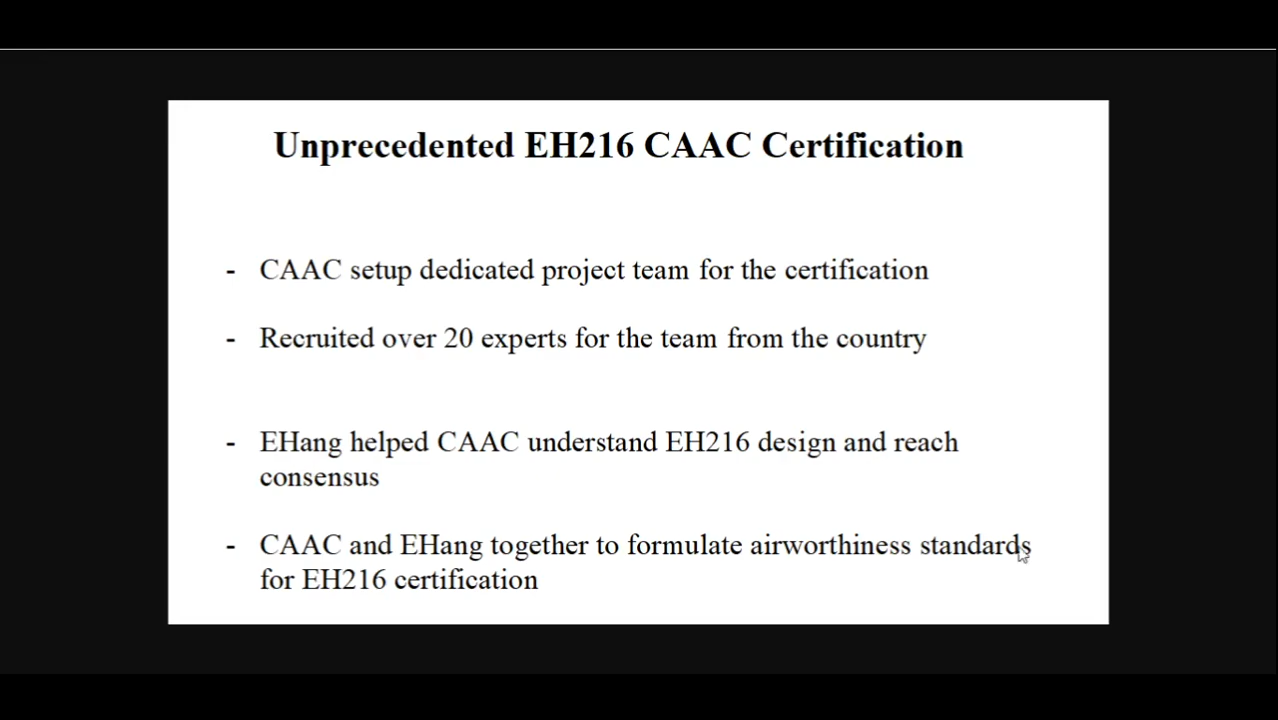 Unprecedented EH216 CAAC Certification
- CAAC setup dedicated project team for the certification
- Recruited over 20 experts for the team from the country
- EHang helped CAAC understand EH216 design and reach
consensus
- CAAC and EHang together to formulate airworthiness standards
for EH216 certification